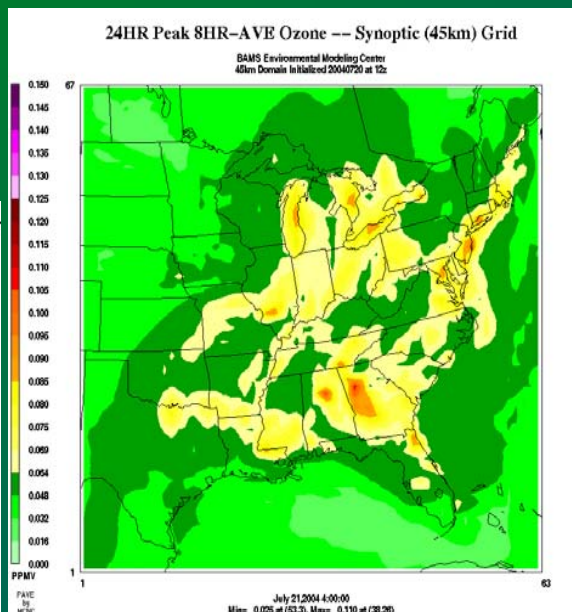 24HR Peak 8HR-AVE Ozone -- Synoptic (45km) Grid
BAMS Environmental Modeling Center
45km Domain Initialized 20040720 at 12z
67
0.150
0.145
0.140
0.135
0.130
0.125
0.120
0.115
0.110
0.105
0.100
0.095
0.090
0.085
0.080
0.075
0.069
0.064
0.048
0.032
0.016
0.000
PPMV
1
1
63
PAVE
by
MCNC
July 21,2004 4:00:00
Min= 0.025 at (53,3), Max= 0.110 at (38,26)